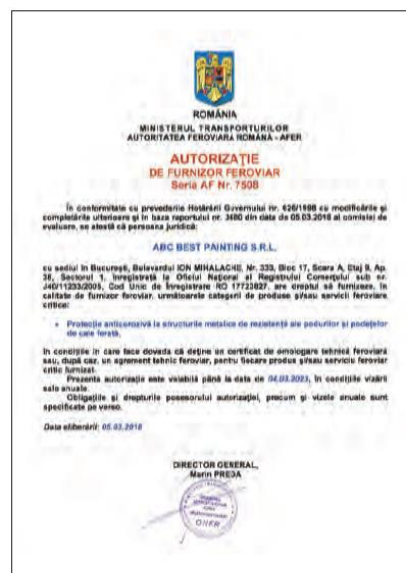 ROMÂNIA
MINISTERUL TRANSPORTURILOR
AUTORITATEA FEROVIARĂ ROMÂNĂ - AFER
AUTORIZAȚIE
DE FURNIZOR FEROVIAR
Seria AF Nr. 7508
În conformitate cu prevederile Hotărârii Guvernului nr. 626/1998 cu modificările și
completările ulterioare și în baza raportului nr. 3480 din data de 05.03.2018 al comisiei de
evaluare, se atestă că persoana juridică:
ABC BEST PAINTING S.R.L.
cu sediul în București, Bulevardul ION MIHALACHE, Nr. 333, Bloc 17, Scara A, Etaj 9, Ap.
38, Sectorul 1, înregistrată la Oficiul Național al Registrului Comerțului sub nr.
J40/11233/2005, Cod Unic de Înregistrare RO 17723827, are dreptul să furnizeze, în
calitate de furnizor feroviar, următoarele categorii de produse și/sau servicii feroviare
critice:
• Protecție anticorozivă la structurile metalice de rezistență ale podurilor și podețelor
de cale ferată,
în condițiile în care face dovada că deține un certificat de omologare tehnică feroviară
sau, după caz, un agrement tehnic feroviar, pentru fiecare produs și/sau serviciu feroviar
critic furnizat.
Prezenta autorizație este valabilă până la data de 04.03.2023, în condițiile vizării
sale anuale.
Obligațiile și drepturile posesorului autorizației, precum și vizele anuale sunt
specificate pe verso.
Data eliberării: 05.03.2018
DIRECTOR GENERAL,
Marin PREDA